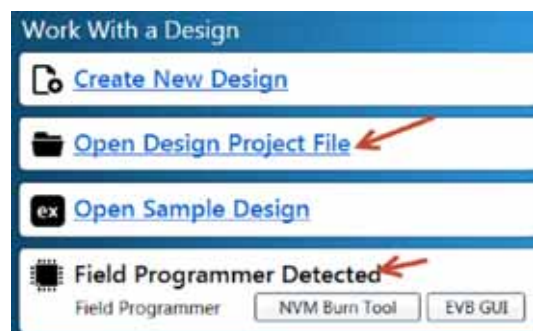 Work With a Design
Create New Design
Open Design Project File
ex Open Sample Design
Field Programmer Detected
Field Programmer NVM Burn Tool EVB GUI